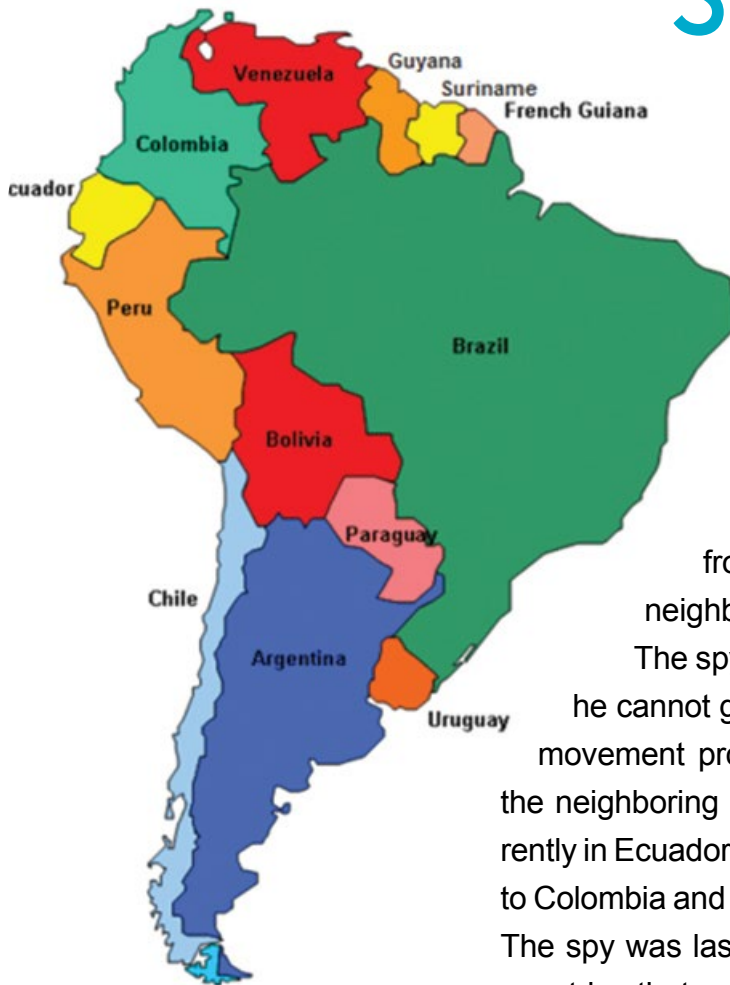 Guyana
Suriname
French Guiana
Venezuela
Colombia
cuador
Peru
Brazil
Bolivia
Paraguay
Chile
Argentina
Uruguay
fro
neighb
The spy
he cannot g
movement pro
the neighboring
rently in Ecuador
to Colombia and
The spy was las